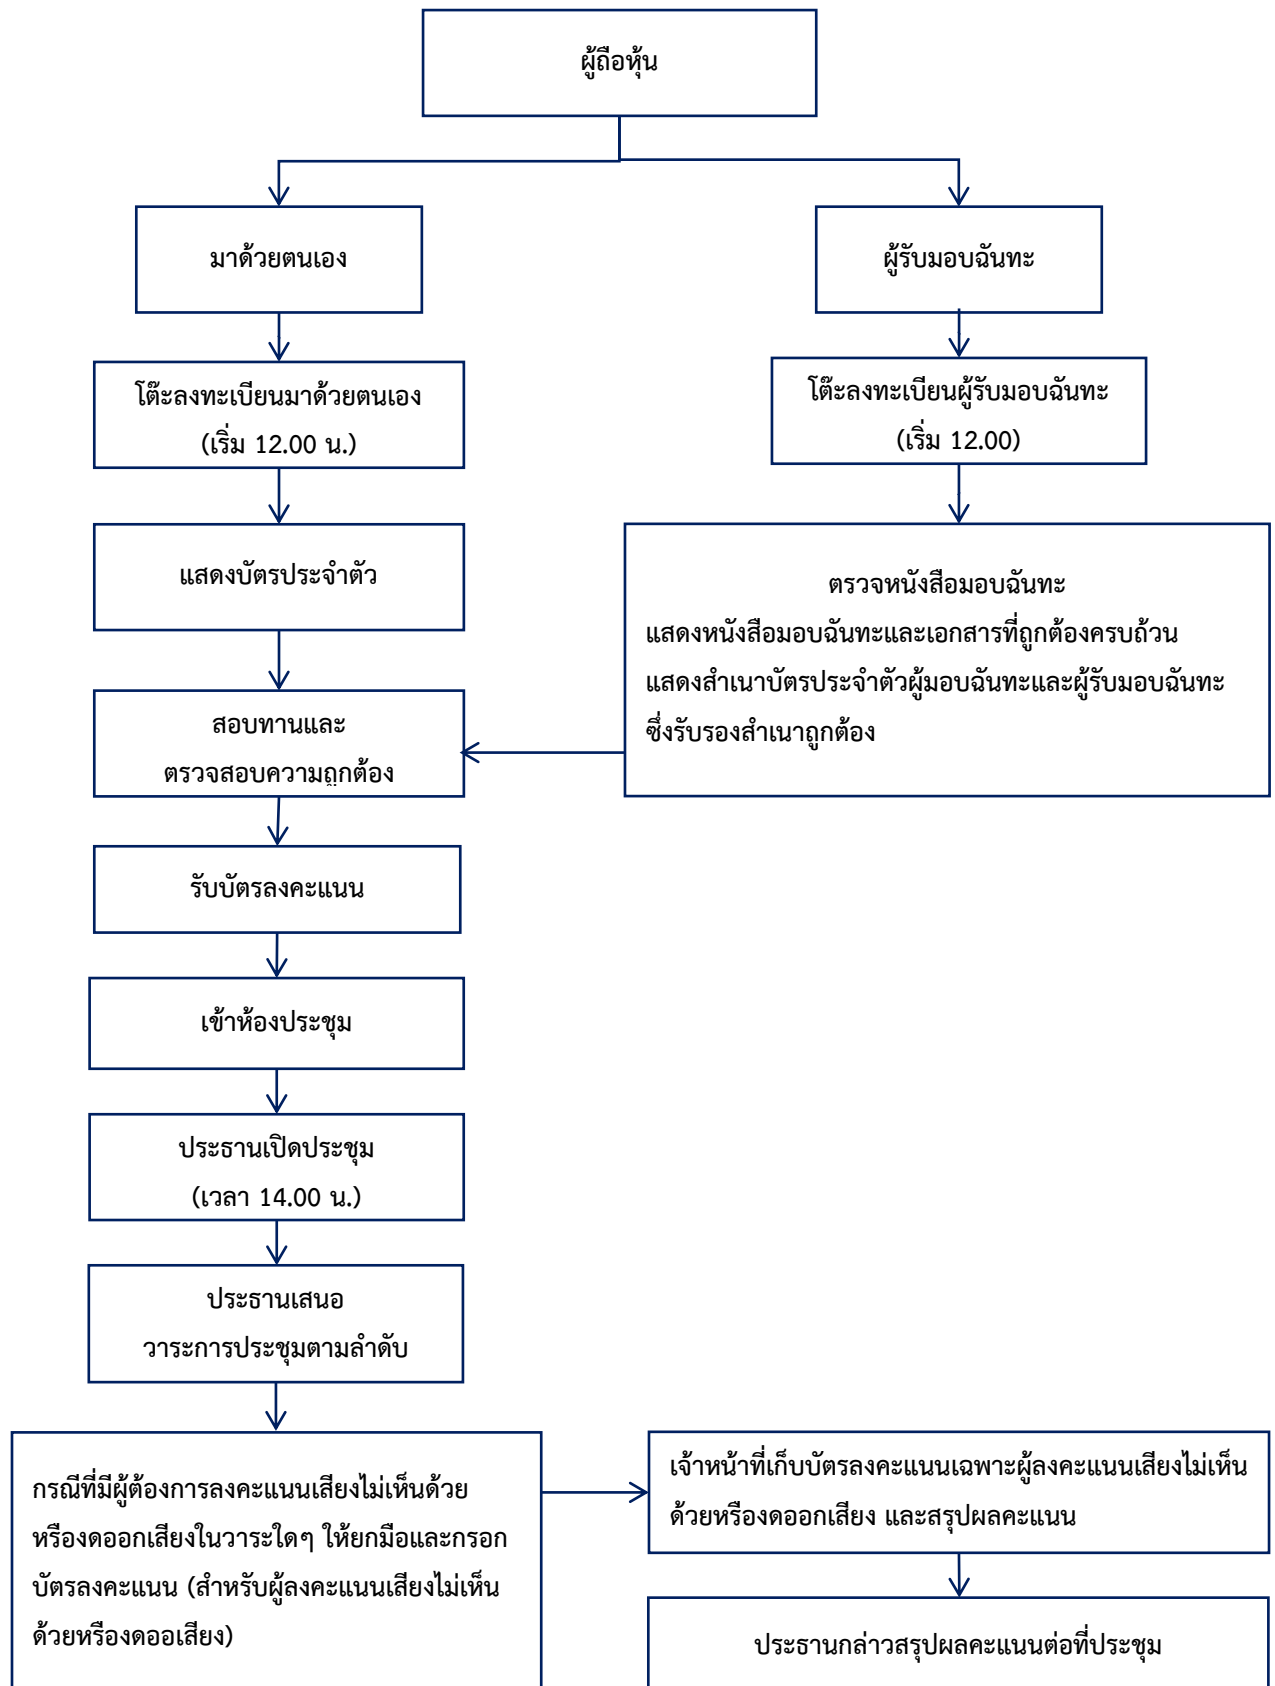 ผู้ถือหุ้น
มาด้วยตนเอง
ผู้รับมอบฉันทะ
โต๊ะลงทะเบียนมาด้วยตนเอง
(เริ่ม 12.00 น.)
โต๊ะลงทะเบียนผู้รับมอบฉันทะ
(เริ่ม 12.00)
แสดงบัตรประจำตัว
ตรวจหนังสือมอบฉันทะ
แสดงหนังสือมอบฉันทะและเอกสารที่ถูกต้องครบถ้วน
แสดงสำเนาบัตรประจำตัวผู้มอบฉันทะและผู้รับมอบฉันทะ
ซึ่งรับรองสำเนาถูกต้อง
สอบทานและ
ตรวจสอบความถูกต้อง
รับบัตรลงคะแนน
เข้าห้องประชุม
ประธานเปิดประชุม
(เวลา 14.00 น.)
ประธานเสนอ
วาระการประชุมตามลำดับ
กรณีที่มีผู้ต้องการลงคะแนนเสียงไม่เห็นด้วย
หรืองดออกเสียงในวาระใดๆ ให้ยกมือและกรอก
บัตรลงคะแนน (สำหรับผู้ลงคะแนนเสียงไม่เห็น
ด้วยหรืองดออเสียง)
เจ้าหน้าที่เก็บบัตรลงคะแนนเฉพาะผู้ลงคะแนนเสียงไม่เห็น
ด้วยหรืองดออกเสียง และสรุปผลคะแนน
ประธานกล่าวสรุปผลคะแนนต่อที่ประชุม